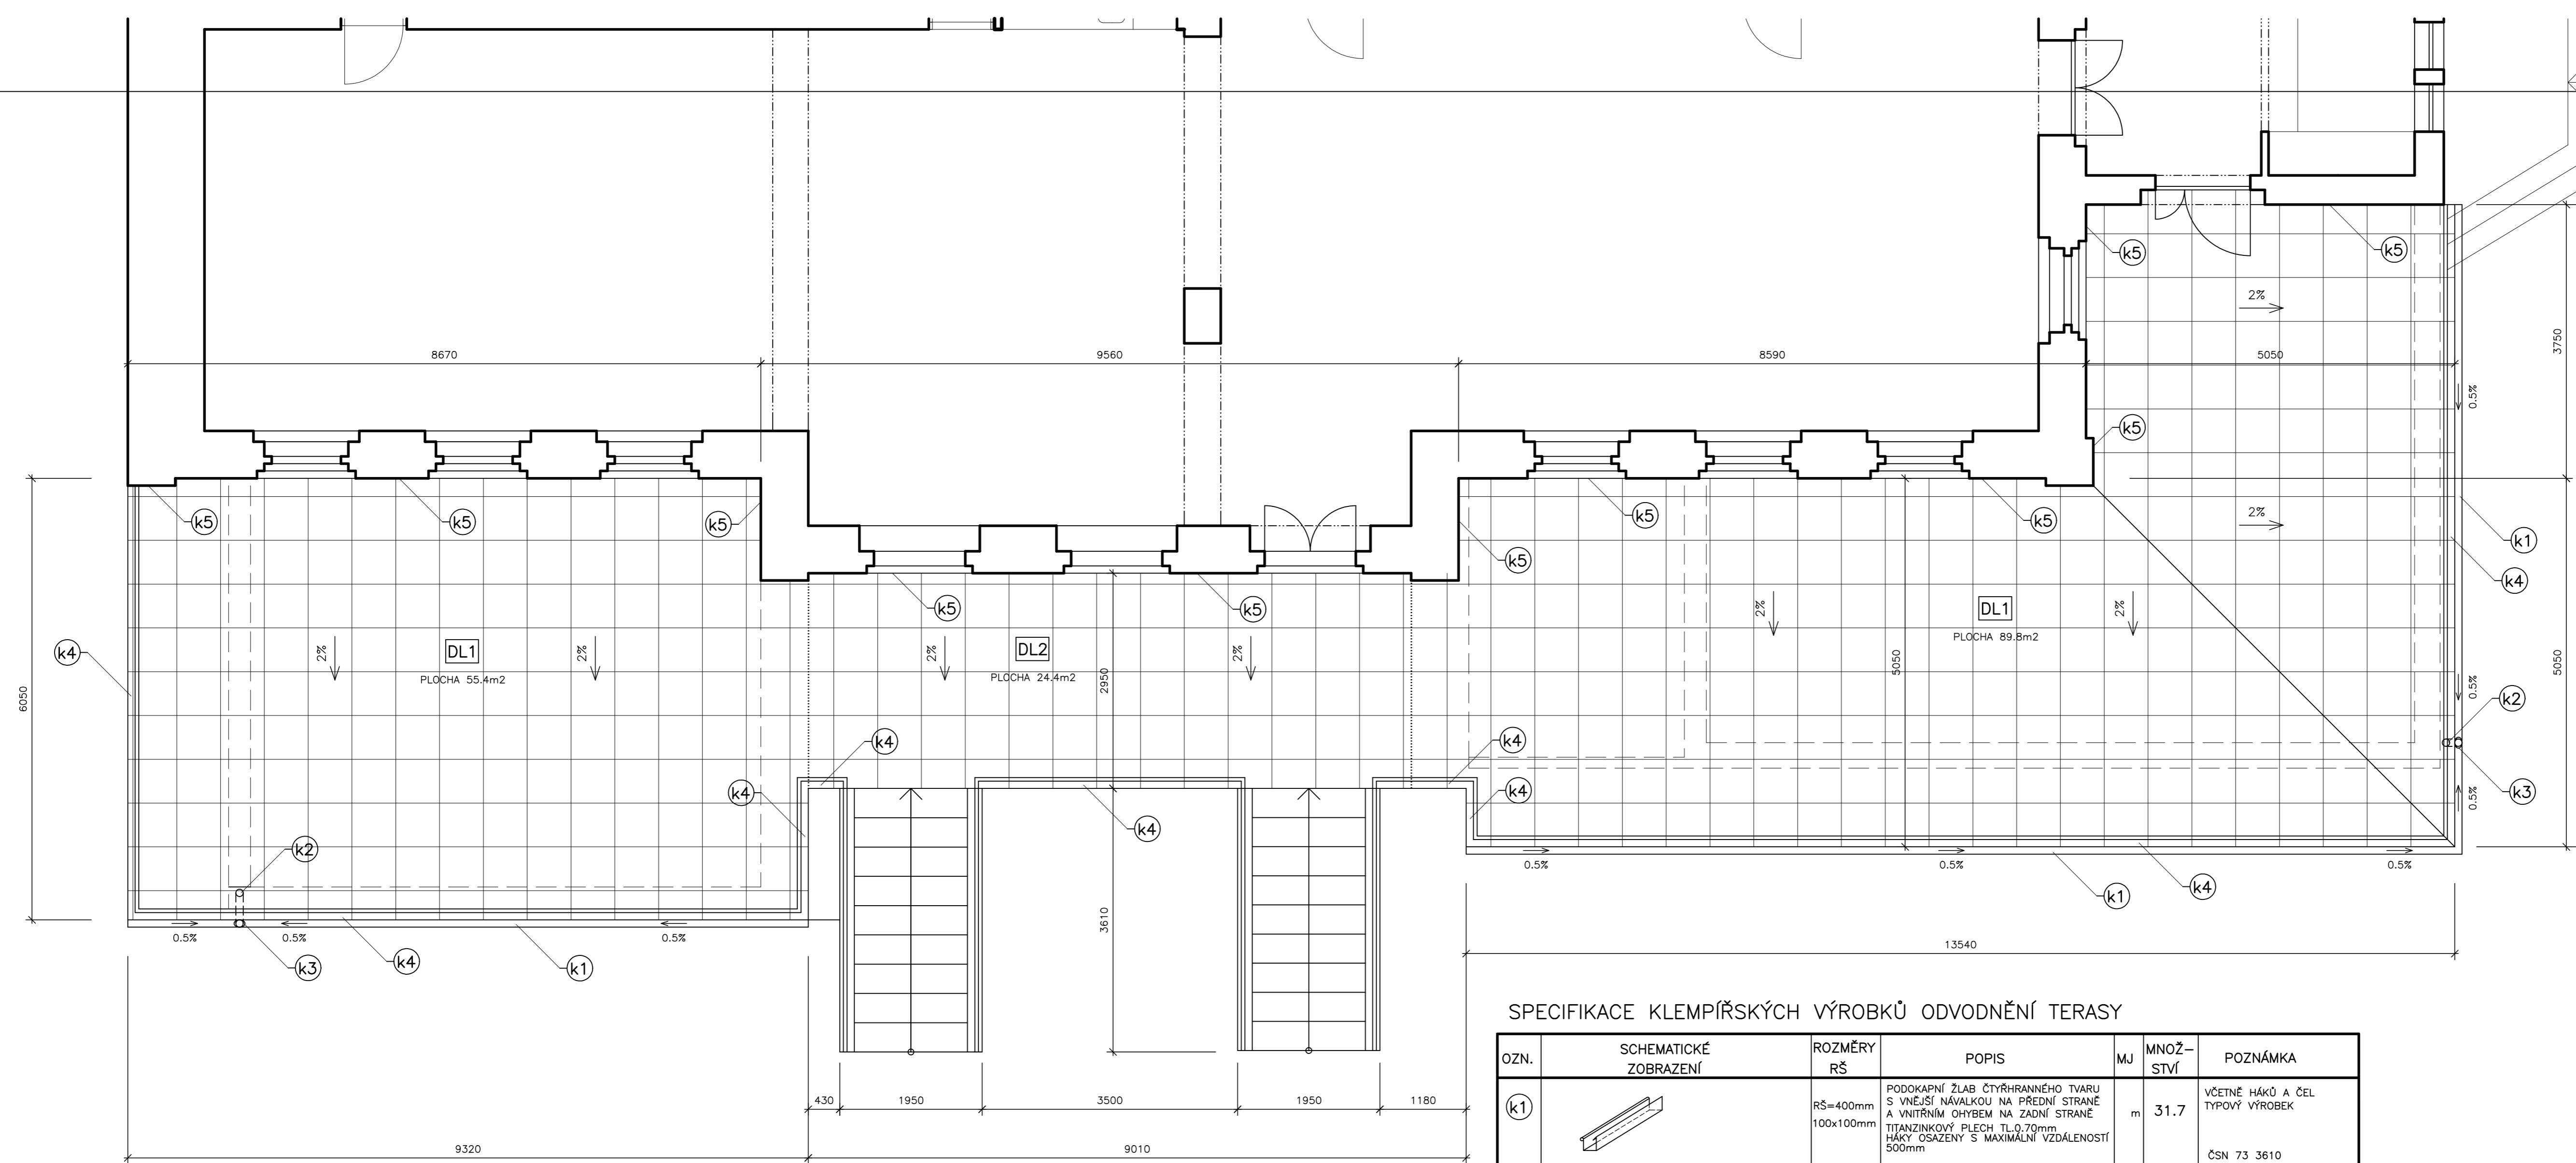 k5
k5
2%
8670
9560
8590
5050
3750
0.5%
k5
k5
k5
k5
k5
k5
2%
k1
k5
k4
k5
k5
2%
2%
DL1
PLOCHA 89.8m2
k4
2%
DL1
2%
2%
DL2
2%
PLOCHA 55.4m2
PLOCHA 24.4m2
2950
5050
5050
6050
0.5%
k2
k4
k4
k4
k4
k4
k3
0.5%
k4
k2
0.5%
0.5%
0.5%
k1
k4
3610
0.5%
0.5%
0.5%
13540
k3
k4
k1
SPECIFIKACE KLEMPÍŘSKÝCH VÝROBKŮ ODVODNĚNÍ TERASY
OZN.
SCHEMATICKÉ
ZOBRAZENÍ
ROZMĚRY
RŠ
POPIS
MJ
MNOŽ-
STVÍ
POZNÁMKA
k1
RŠ=400mm
100x100mm
PODOKAPNÍ ŽLAB ČTYŘHRANNÉHO TVARU
S VNĚJŠÍ NÁVALKOU NA PŘEDNÍ STRANĚ
A VNITŘNÍM OHYBEM NA ZADNÍ STRANĚ
TITANZINKOVÝ PLECH TL.0.70mm
HÁKY OSAZENY S MAXIMÁLNÍ VZDÁLENOSTÍ
500mm
m
31.7
VČETNĚ HÁKŮ A ČEL
TYPOVÝ VÝROBEK
ČSN 73 3610
430
1950
3500
1950
1180
9320
9010